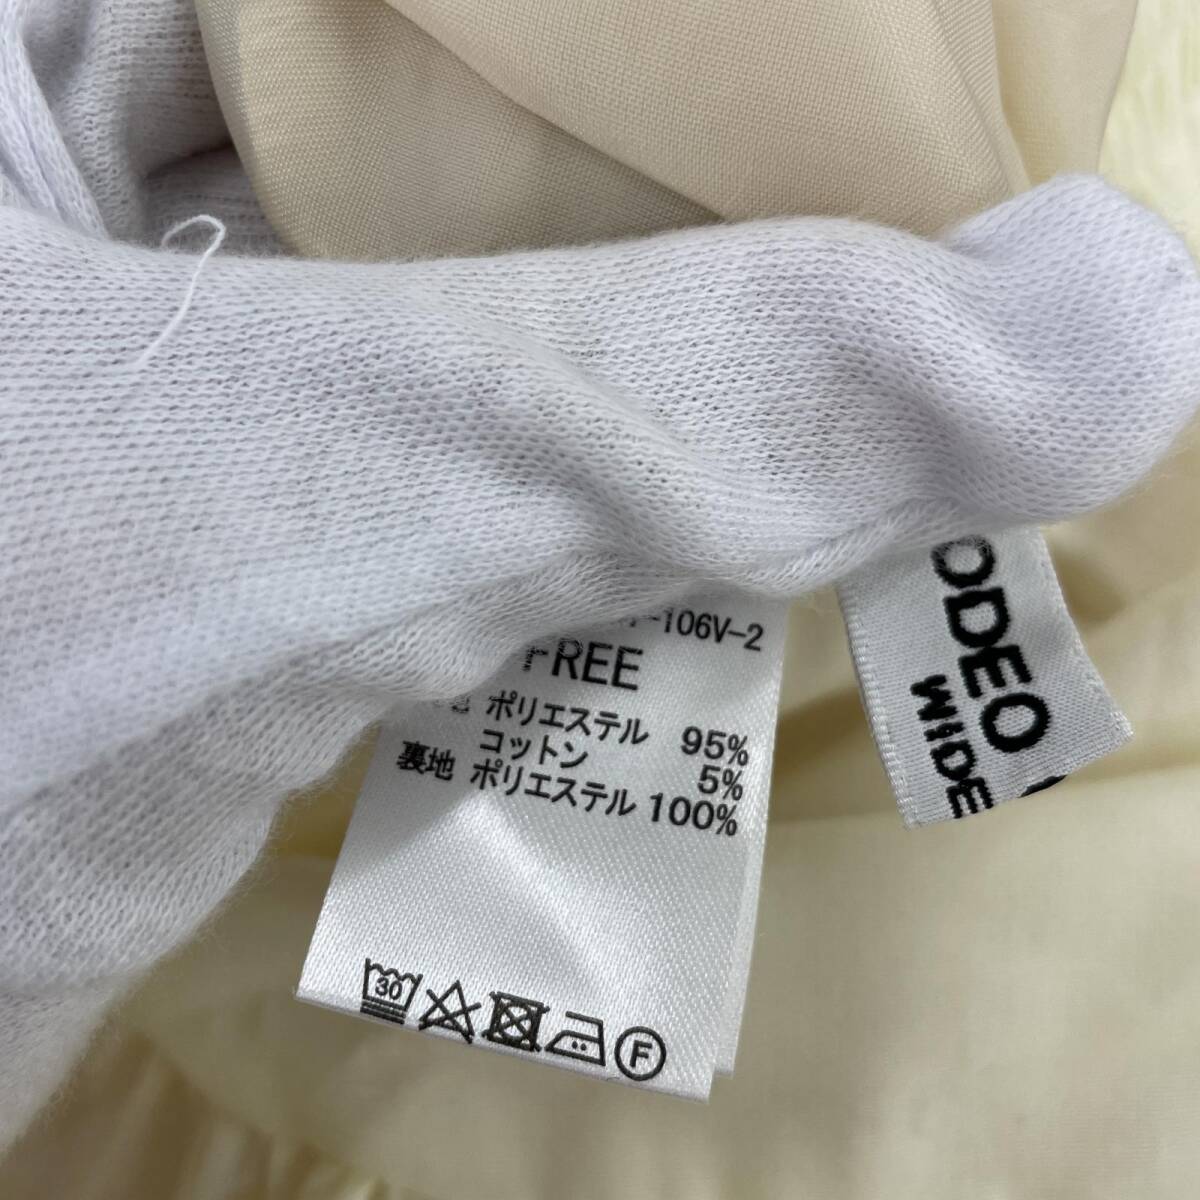 -106V-2
FREE
ポリエステル 95%
コットン 5%
裏地 ポリエステル 100%
30
F
ODEO
WIDE